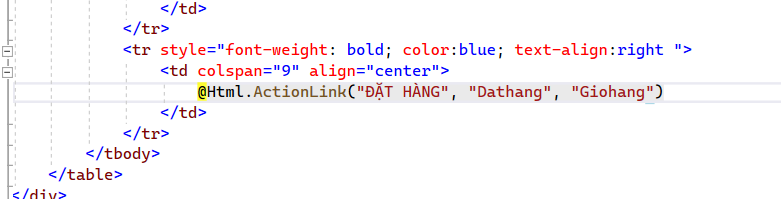 </td>
</tr>
<tr style="font-weight: bold; color:blue; text-align:right ">
<td colspan="9" align="center">
@Html.ActionLink("ĐẶT HÀNG", "Dathang", "Giohang")
</td>
</tr>
</tbody>
</table>
</div>